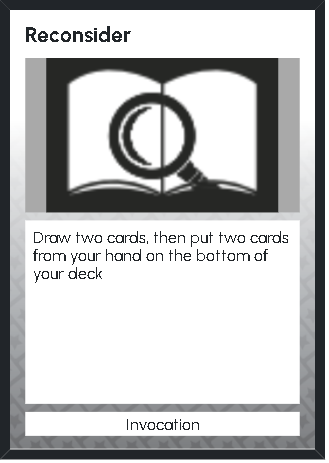 Reconsider
Draw two cards, then put two cards
from your hand on the bottom of
your deck
Invocation